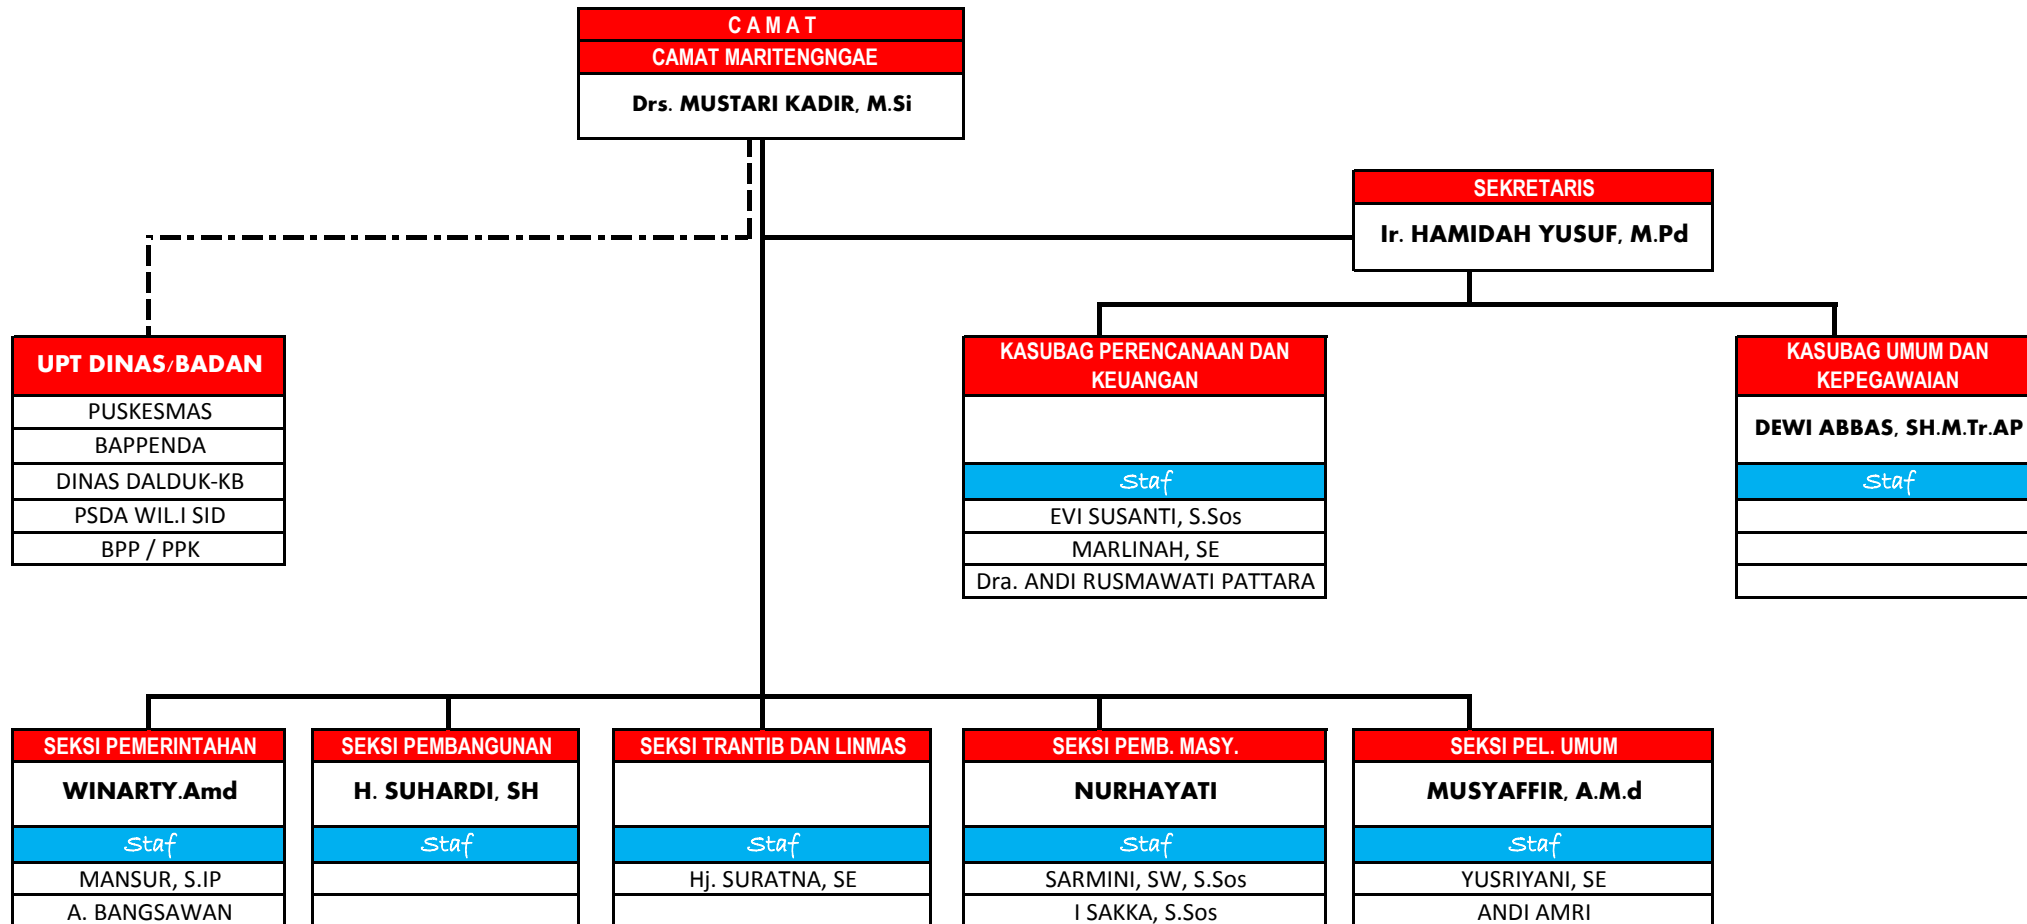 C A M A T
CAMAT MARITENGNGAE
Drs. MUSTARI KADIR, M.Si
SEKRETARIS
Ir. HAMIDAH YUSUF, M.Pd
UPT DINAS/BADAN
PUSKESMAS
BAPPENDA
DINAS DALDUK-KB
PSDA WIL.I SID
BPP / PPK
KASUBAG PERENCANAAN DAN
KEUANGAN
Staf
EVI SUSANTI, S.Sos
MARLINAH, SE
Dra. ANDI RUSMAWATI PATTARA
KASUBAG UMUM DAN
KEPEGAWAIAN
DEWI ABBAS, SH.M.Tr.AP
Staf
SEKSI PEMERINTAHAN
WINARTY.Amd
Staf
MANSUR, S.IP
A. BANGSAWAN
SEKSI PEMBANGUNAN
H. SUHARDI, SH
Staf
SEKSI TRANTIB DAN LINMAS
Staf
Hj. SURATNA, SE
SEKSI PEMB. MASY.
NURHAYATI
Staf
SARMINI, SW, S.Sos
I SAKKA, S.Sos
SEKSI PEL. UMUM
MUSYAFFIR, A.M.d
Staf
YUSRIYANI, SE
ANDI AMRI